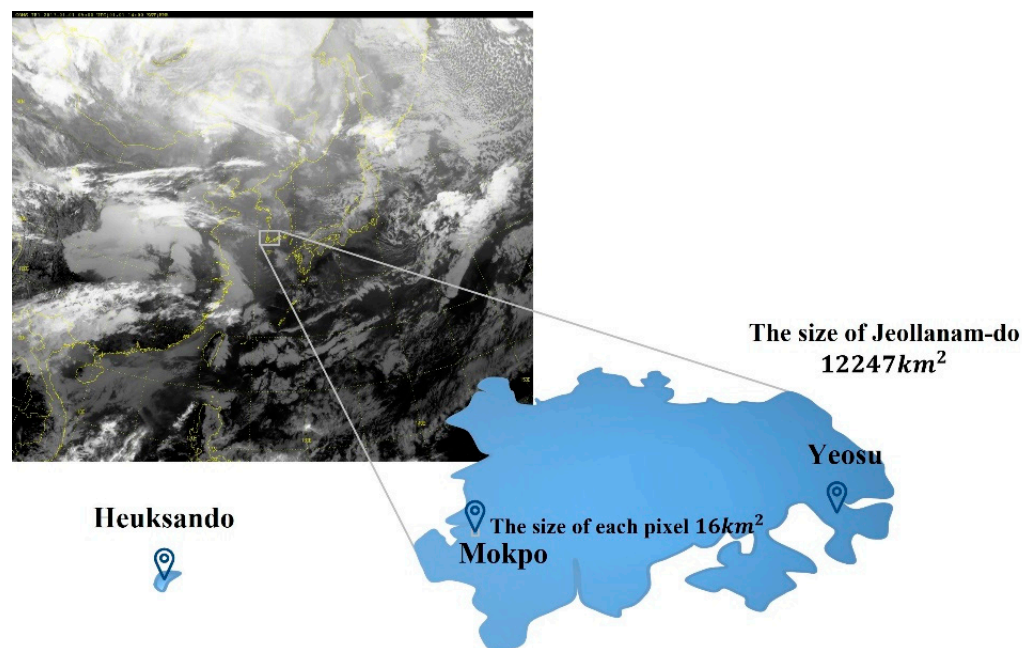 The size of Jeollanam-do
12247km²
Yeosu
Heuksando
The size of each pixel 16km²
Mokpo